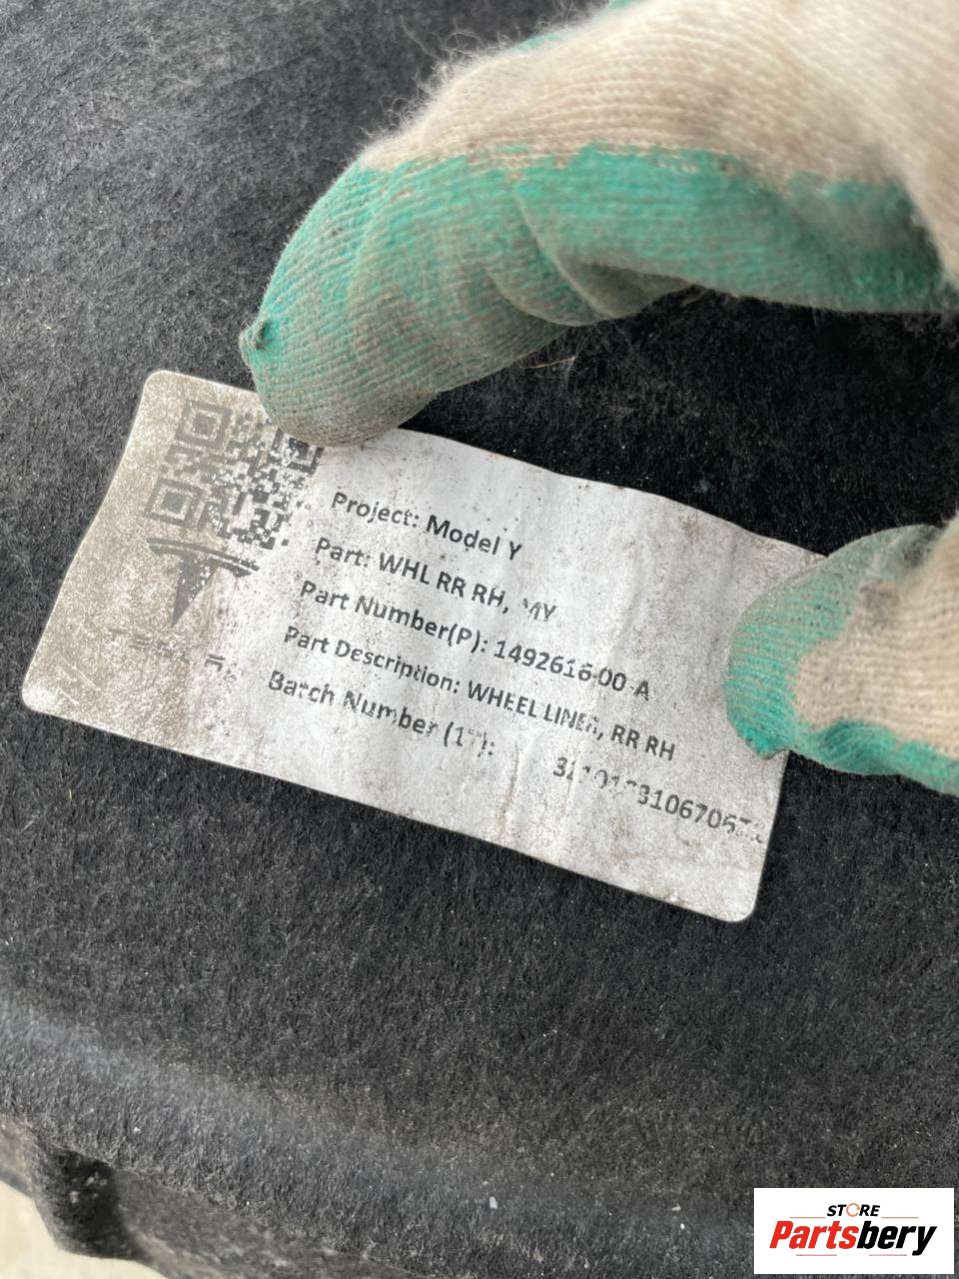 Project: Model Y
Part: WHL RR RH, MY
Part Number(P): 1492616-00-A
Part Description: WHEEL LINER, RR RH
Batch Number
TESLA
STORE
Partsbery